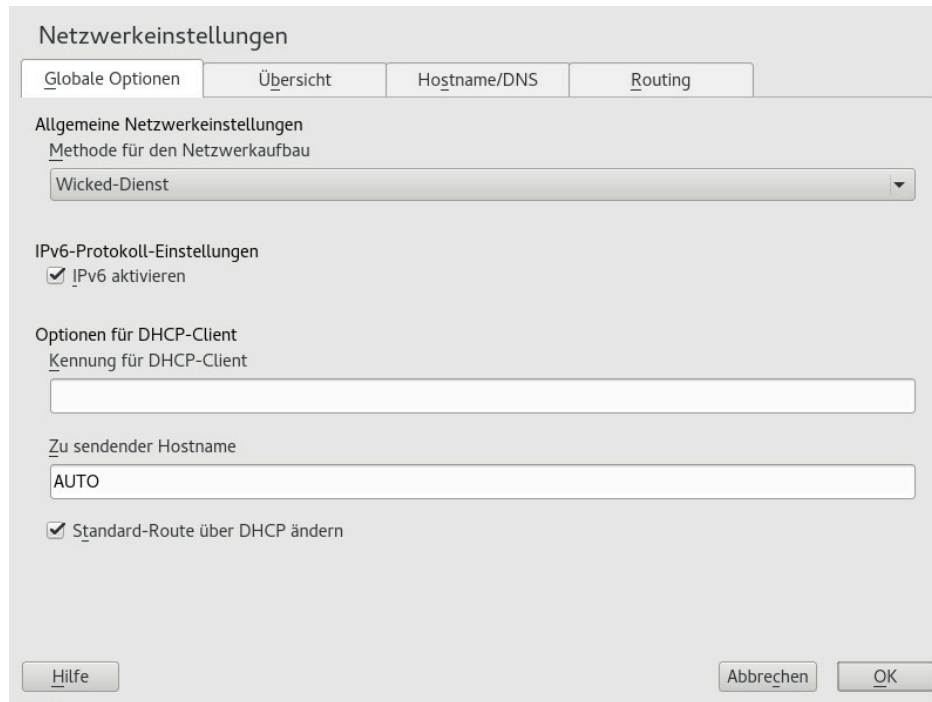 Netzwerkeinstellungen
Globale Optionen
Übersicht
Hostname/DNS
Routing
Allgemeine Netzwerkeinstellungen
Methode für den Netzwerkaufbau
Wicked-Dienst
IPv6-Protokoll-Einstellungen
IPv6 aktivieren
Optionen für DHCP-Client
Kennung für DHCP-Client
Zu sendender Hostname
AUTO
Standard-Route über DHCP ändern
Hilfe
Abbrechen
OK